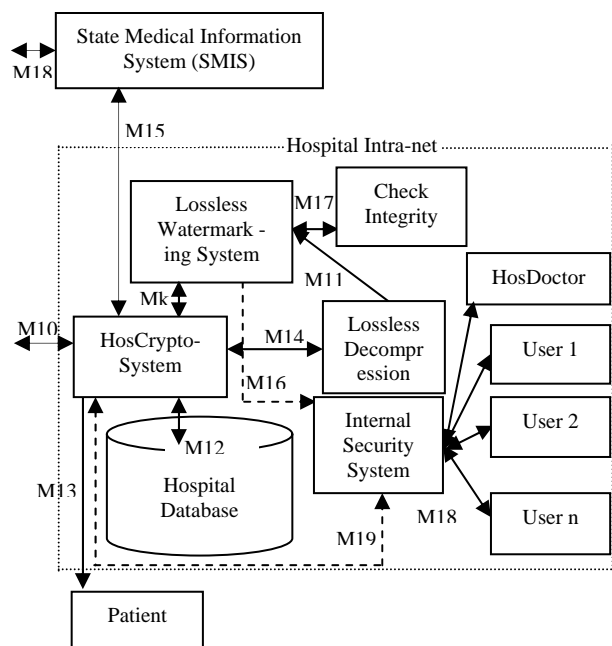 State Medical Information
System (SMIS)
M18
M15
Hospital Intra-net
Lossless
Watermark -
ing System
M17
Check
Integrity
M11
HosDoctor
Mk
M10
HosCrypto-
System
M14
Lossless
Decompr
ession
User 1
M16
Internal
Security
System
User 2
M12
Hospital
Database
M13
M18
User n
M19
Patient